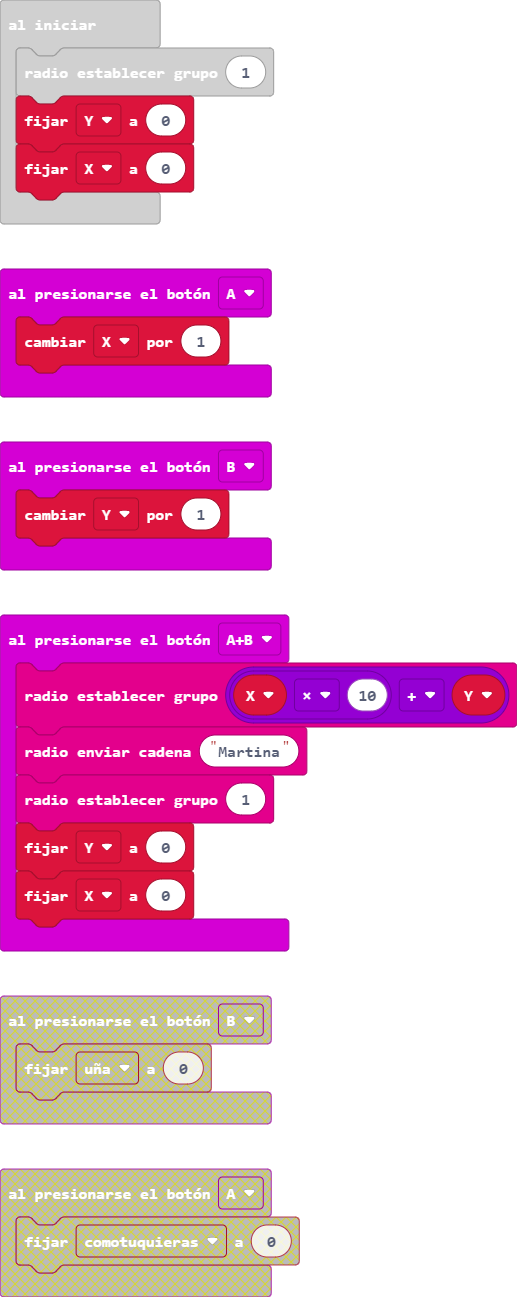 al iniciar
radio establecer grupo 1
fijar Y a 0
fijar X a 0
al presionarse el botón A
cambiar X por 1
al presionarse el botón B
cambiar Y por 1
al presionarse el botón A+B
radio establecer grupo X × 10 + Y
radio enviar cadena "Martina"
radio establecer grupo 1
fijar Y a 0
fijar X a 0
al presionarse el botón B
fijar uña a 0
al presionarse el botón A
fijar comotuquieras a 0